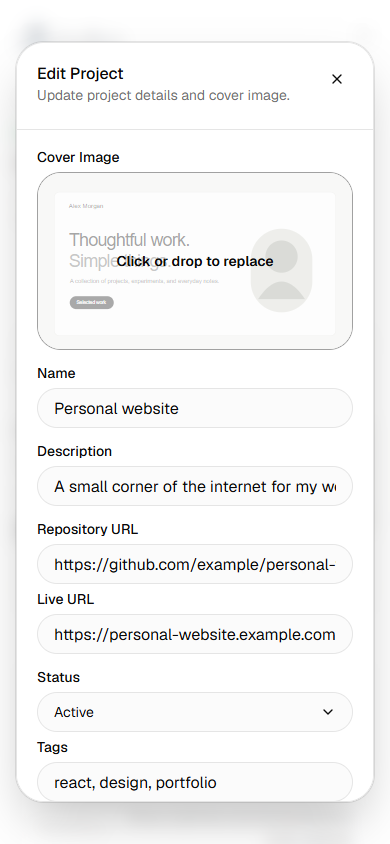 Edit Project
Update project details and cover image.
Cover Image
Alex Morgan
Thoughtful work.
Simple things.
Click or drop to replace
A collection of projects, experiments, and everyday notes.
Selected work
Name
Personal website
Description
A small corner of the internet for my
Repository URL
https://github.com/example/personal-
Live URL
https://personal-website.example.com
Status
Active
Tags
react, design, portfolio